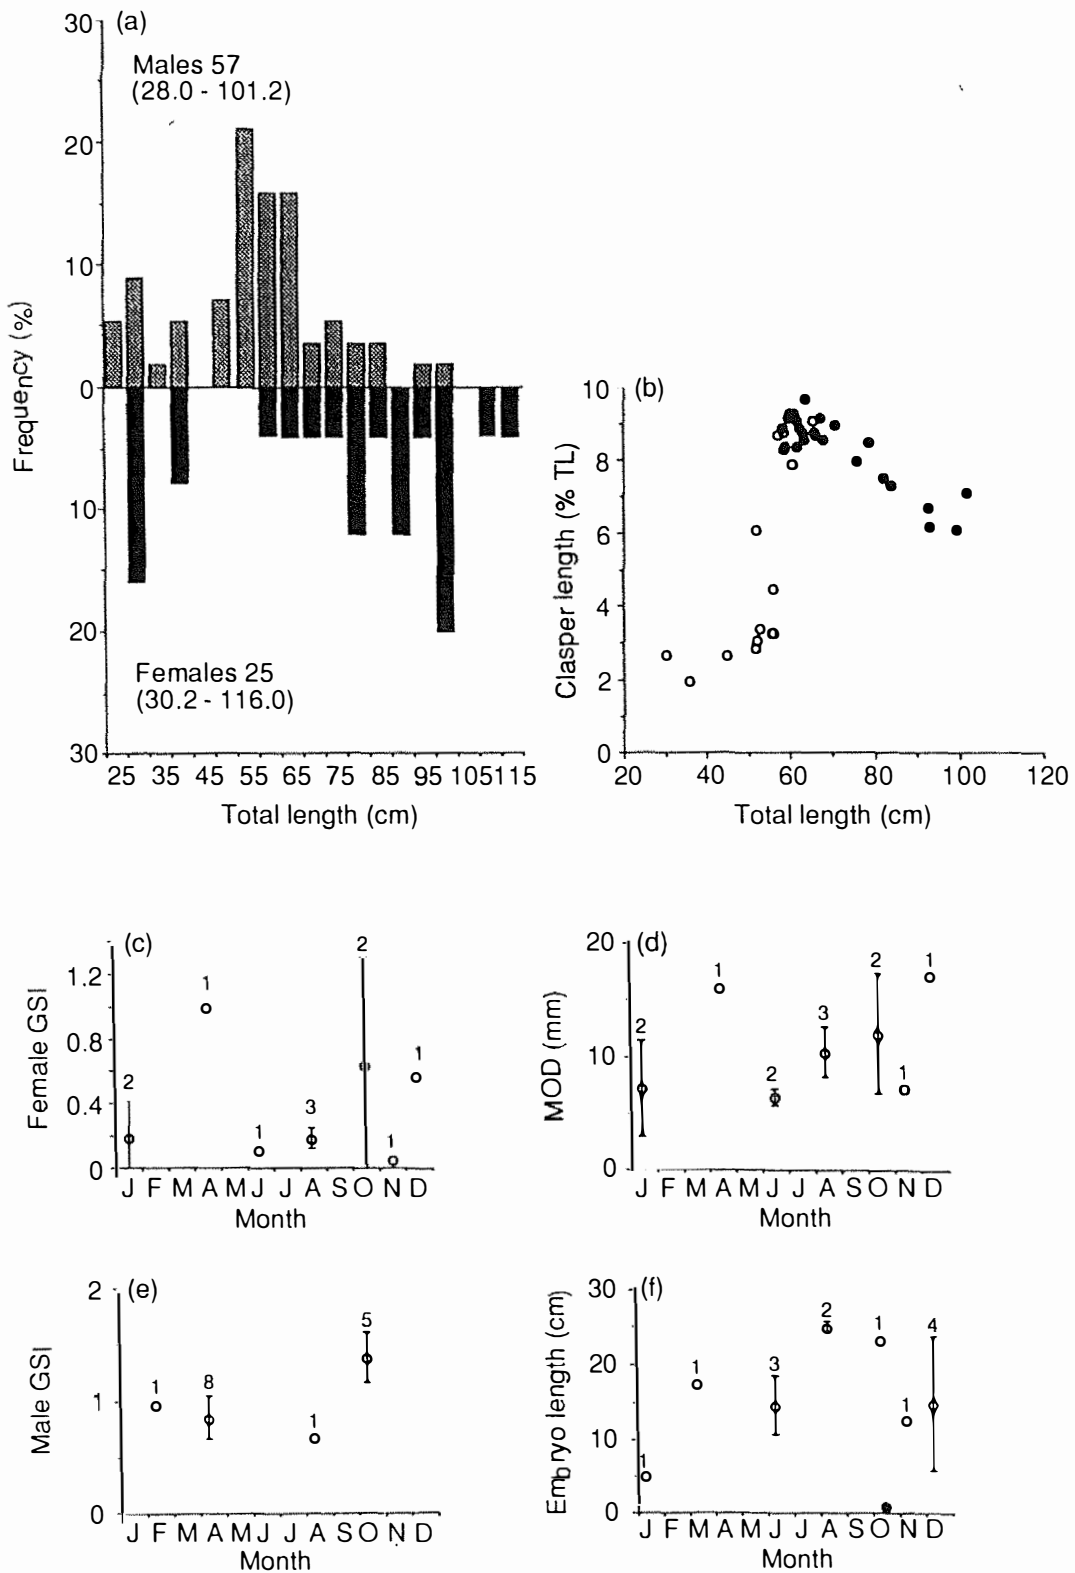 (a)
Males 57
(28.0 - 101.2)
Females 25
(30.2 - 116.0)
Frequency (%)
30
20
10
0
10
20
30
25 35 45 55 65 75 85 95 105 115
Total length (cm)
(b)
Clasper length (% TL)
10
8
6
4
2
0
20 40 60 80 100 120
Total length (cm)
(c)
Female GSI
1.2
0.8
0.4
0
2 1 1 3 2 1 1
J F M A M J J A S O N D
Month
(d)
MOD (mm)
20
10
0
2 1 2 3 2 1 1
J F M A M J J A S O N D
Month
(e)
Male GSI
2
1
0
1 8 1 5
J F M A M J J A S O N D
Month
(f)
Embryo length (cm)
30
20
10
0
1 1 3 2 1 1 4
J F M A M J J A S O N D
Month